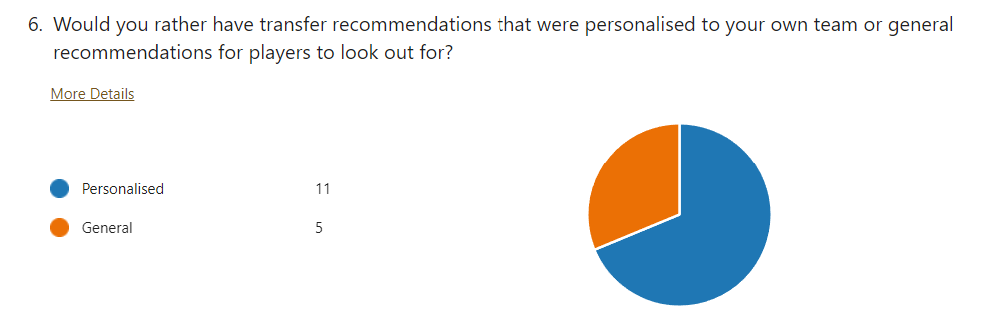 6. Would you rather have transfer recommendations that were personalised to your own team or general
recommendations for players to look out for?
More Details
Personalised 11
General 5